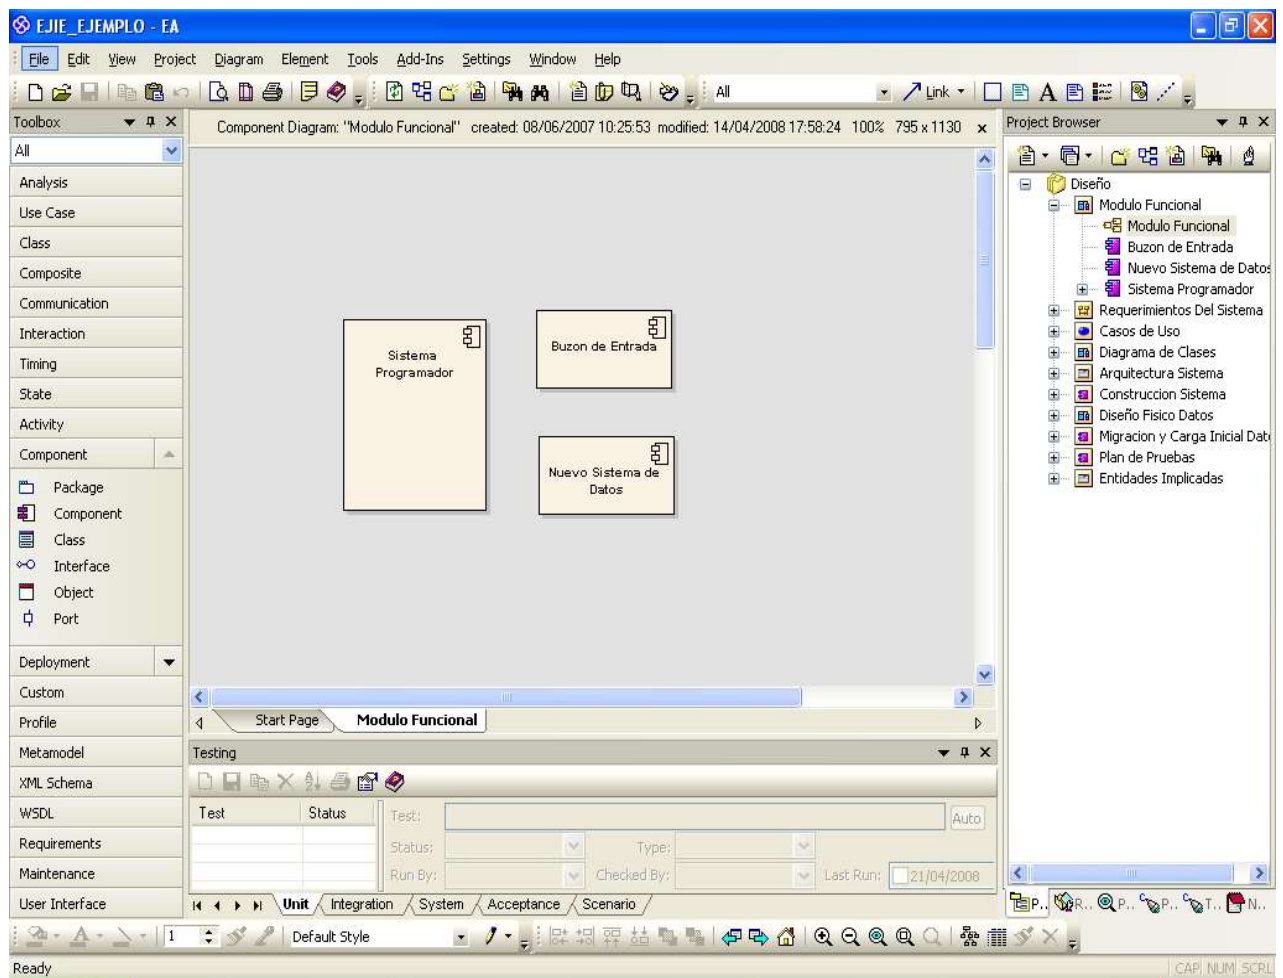 EJIE_EJEMPLO - EA
File Edit View Project Diagram Element Tools Add-Ins Settings Window Help
All Link A
Toolbox
All
Analysis
Use Case
Class
Composite
Communication
Interaction
Timing
State
Activity
Component
Package
Component
Class
Interface
Object
Port
Deployment
Custom
Profile
Metamodel
XML Schema
WSDL
Requirements
Maintenance
User Interface
Component Diagram: "Modulo Funcional" created: 08/06/2007 10:25:53 modified: 14/04/2008 17:58:24 100% 795 x 1130
Sistema
Programador
Buzon de Entrada
Nuevo Sistema de
Datos
Start Page Modulo Funcional
Testing
Test Status
Test: Auto
Status: Type:
Run By: Checked By: Last Run: 21/04/2008
Unit Integration System Acceptance Scenario
Project Browser
Diseño
Modulo Funcional
Modulo Funcional
Buzon de Entrada
Nuevo Sistema de Datos
Sistema Programador
Requerimientos Del Sistema
Casos de Uso
Diagrama de Clases
Arquitectura Sistema
Construccion Sistema
Diseño Fisico Datos
Migracion y Carga Inicial Dat
Plan de Pruebas
Entidades Implicadas
P.. R.. P.. P.. T.. N..
A 1 Default Style
Ready CAP NUM SCRL